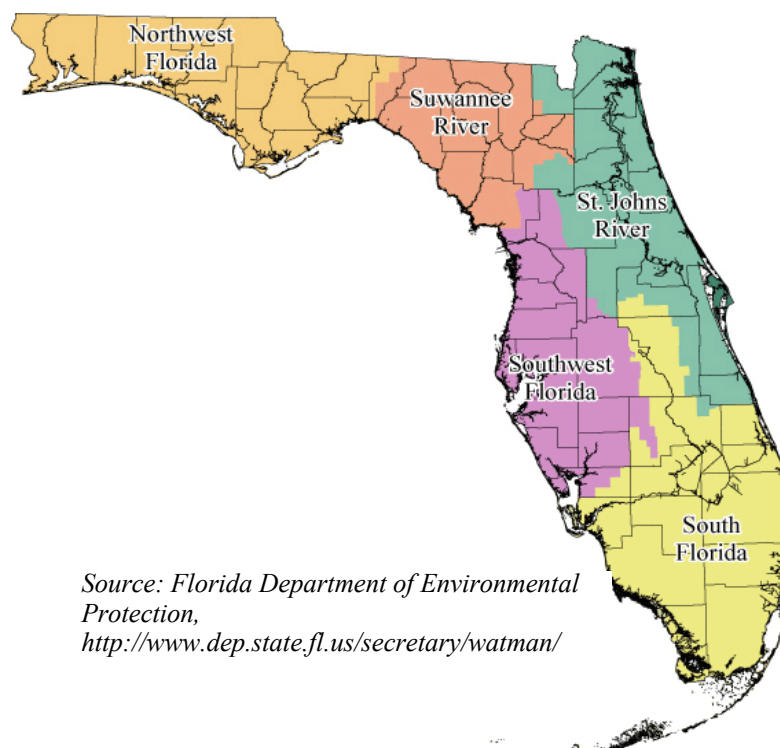 Northwest
Florida
Suwannee
River
St. Johns
River
Southwest
Florida
South
Florida
Source: Florida Department of Environmental
Protection,
http://www.dep.state.fl.us/secretary/watman/